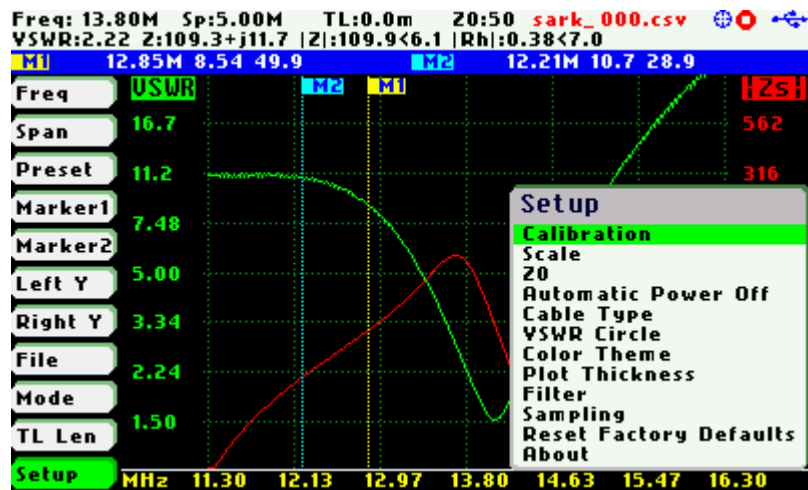 Freq: 13.80M Sp:5.00M TL:0.0m Z0:50 sark_000.csv
VSWR:2.22 Z:109.3+j11.7 |Z|:109.9<6.1 |Rh|:0.38<7.0
M1 12.85M 8.54 49.9 M2 12.21M 10.7 28.9
Freq VSWR M2 M1 |Zs|
Span 16.7 562
Preset 11.2 316
Marker1 7.48
Marker2
Left Y 5.00
Right Y 3.34
File 2.24
Mode
TL Len 1.50
Setup
Setup
Calibration
Scale
Z0
Automatic Power Off
Cable Type
VSWR Circle
Color Theme
Plot Thickness
Filter
Sampling
Reset Factory Defaults
About
MHz 11.30 12.13 12.97 13.80 14.63 15.47 16.30